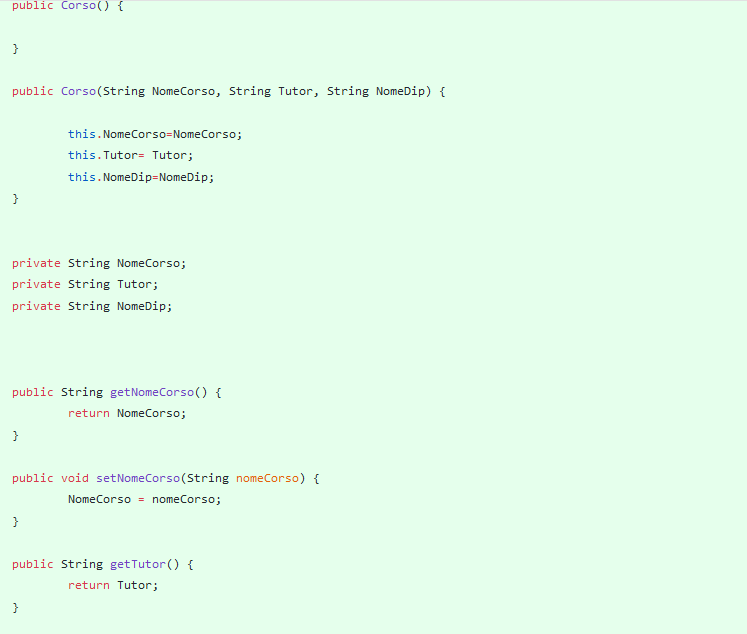 public Corso() {
}
public Corso(String NomeCorso, String Tutor, String NomeDip) {
this.NomeCorso=NomeCorso;
this.Tutor= Tutor;
this.NomeDip=NomeDip;
}
private String NomeCorso;
private String Tutor;
private String NomeDip;
public String getNomeCorso() {
return NomeCorso;
}
public void setNomeCorso(String nomeCorso) {
NomeCorso = nomeCorso;
}
public String getTutor() {
return Tutor;
}